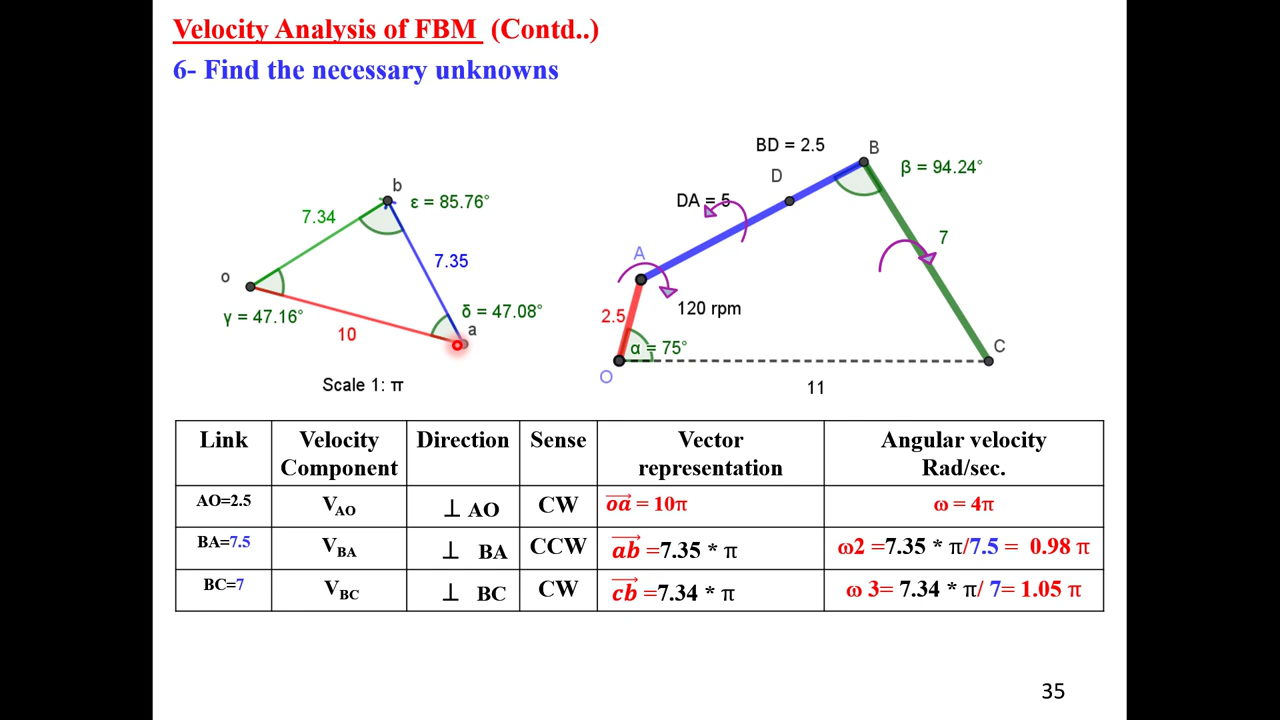 Velocity Analysis of FBM (Contd..)
6- Find the necessary unknowns
b
ε = 85.76°
7.34
7.35
o
γ = 47.16°
δ = 47.08°
a
10
Scale 1: π
BD = 2.5
B
D
β = 94.24°
DA = 5
A
7
120 rpm
2.5
α = 75°
O
C
11
Link
Velocity Component
Direction
Sense
Vector representation
Angular velocity Rad/sec.
AO=2.5
V_AO
⊥ AO
CW
oa = 10π
ω = 4π
BA=7.5
V_BA
⊥ BA
CCW
ab =7.35 * π
ω2 =7.35 * π/7.5 = 0.98 π
BC=7
V_BC
⊥ BC
CW
cb =7.34 * π
ω 3= 7.34 * π/ 7= 1.05 π
35